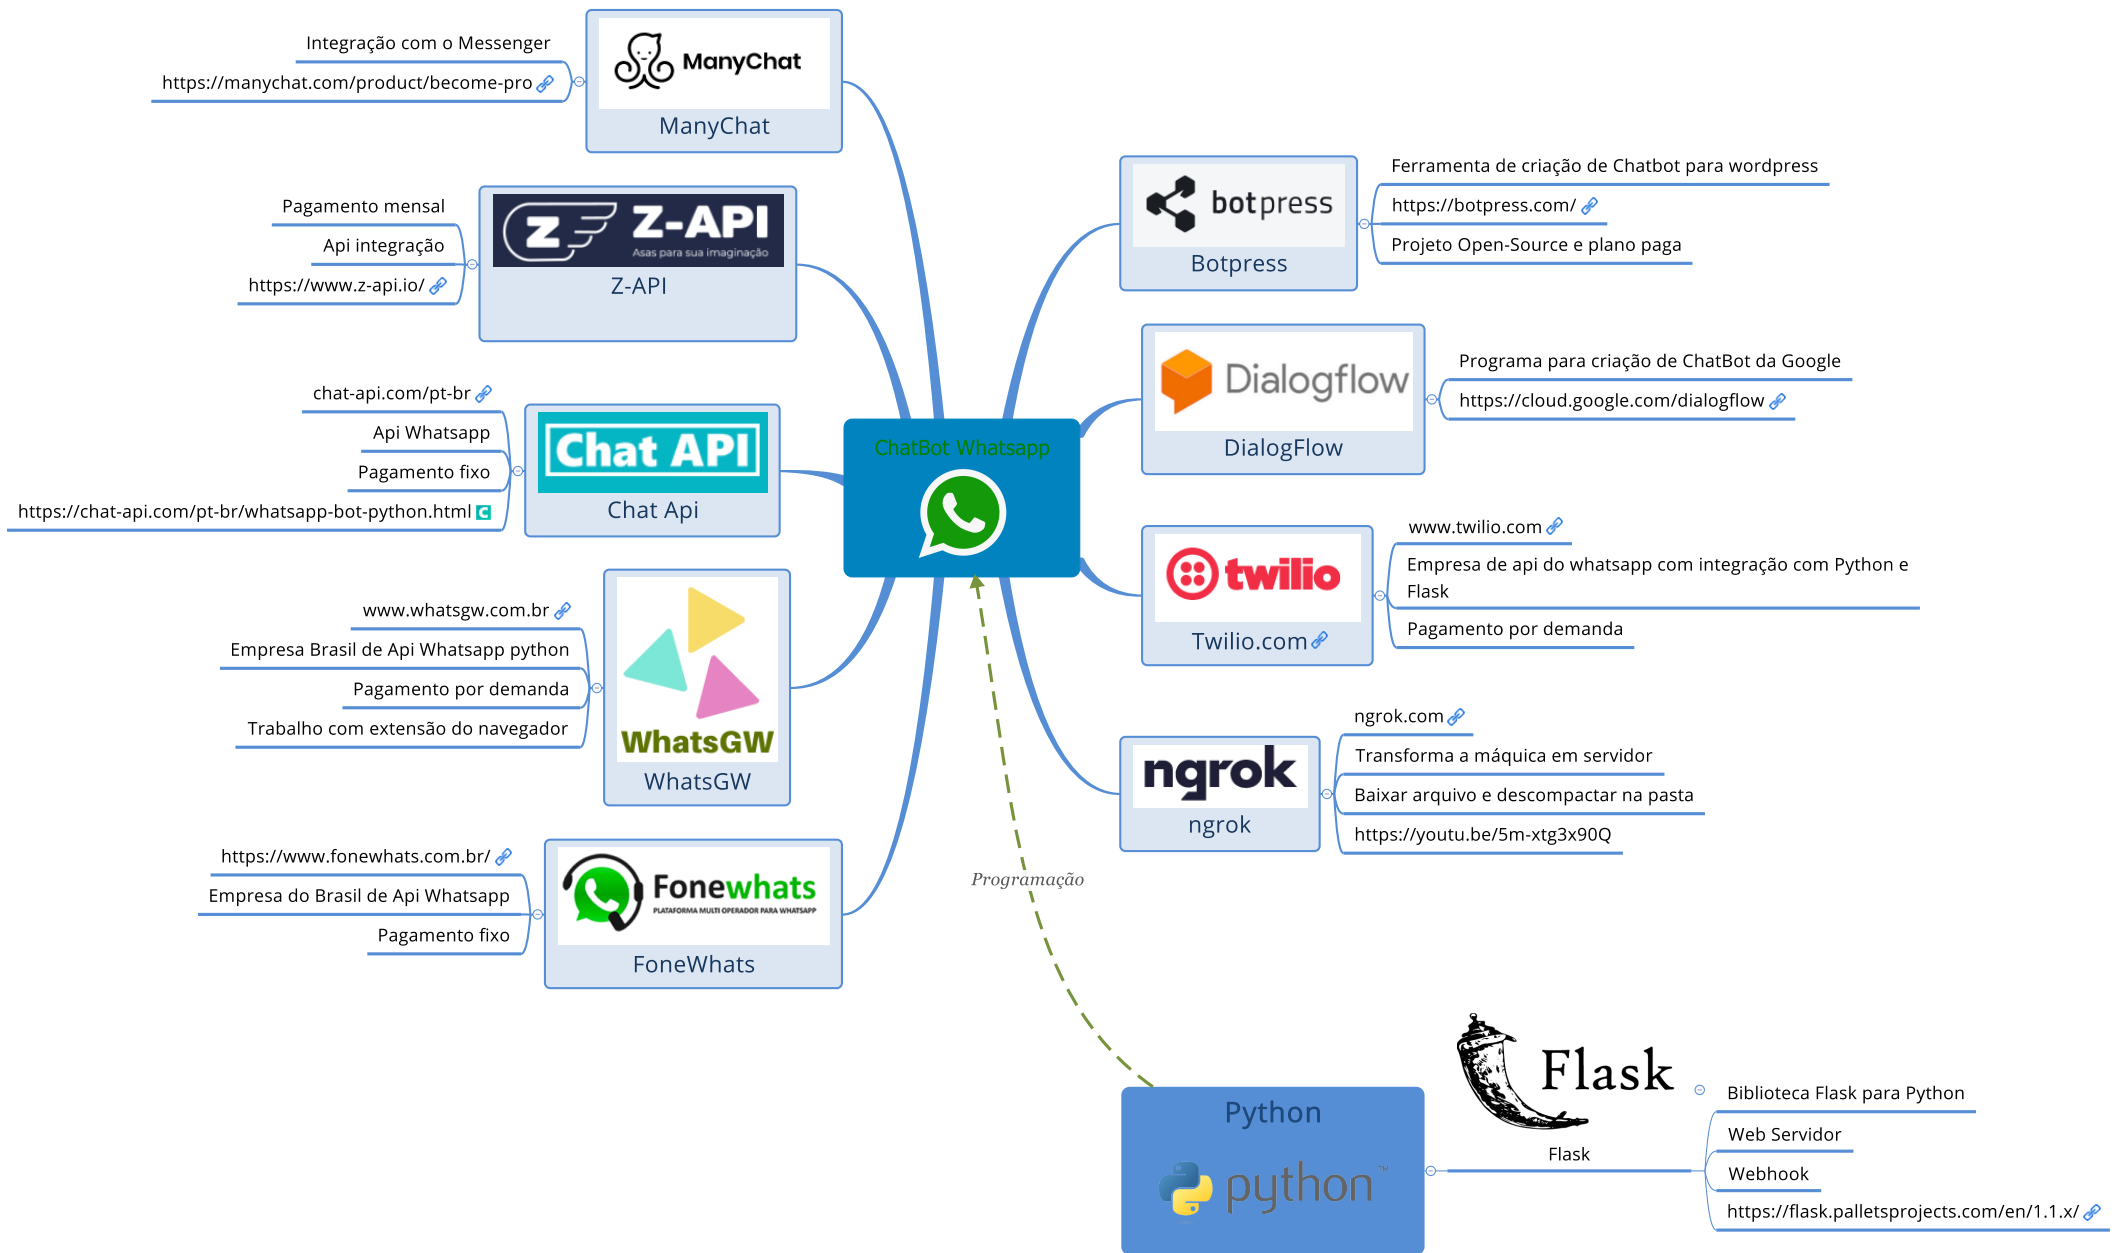 Integração com o Messenger
https://manychat.com/product/become-pro
ManyChat
ManyChat
Pagamento mensal
Api integração
https://www.z-api.io/
Z
Z-API
Asas para sua imaginação
Z-API
chat-api.com/pt-br
Api Whatsapp
Pagamento fixo
https://chat-api.com/pt-br/whatsapp-bot-python.html
C
Chat API
Chat Api
www.whatsgw.com.br
Empresa Brasil de Api Whatsapp python
Pagamento por demanda
Trabalho com extensão do navegador
WhatsGW
WhatsGW
https://www.fonewhats.com.br/
Empresa do Brasil de Api Whatsapp
Pagamento fixo
Fonewhats
PLATAFORMA MULTI OPERADOR PARA WHATSAPP
FoneWhats
ChatBot Whatsapp
botpress
Botpress
Ferramenta de criação de Chatbot para wordpress
https://botpress.com/
Projeto Open-Source e plano paga
Dialogflow
DialogFlow
Programa para criação de ChatBot da Google
https://cloud.google.com/dialogflow
twilio
Twilio.com
www.twilio.com
Empresa de api do whatsapp com integração com Python e
Flask
Pagamento por demanda
ngrok
ngrok
ngrok.com
Transforma a máquica em servidor
Baixar arquivo e descompactar na pasta
https://youtu.be/5m-xtg3x90Q
Programação
Python
python™
Flask
Flask
Biblioteca Flask para Python
Web Servidor
Webhook
https://flask.palletsprojects.com/en/1.1.x/